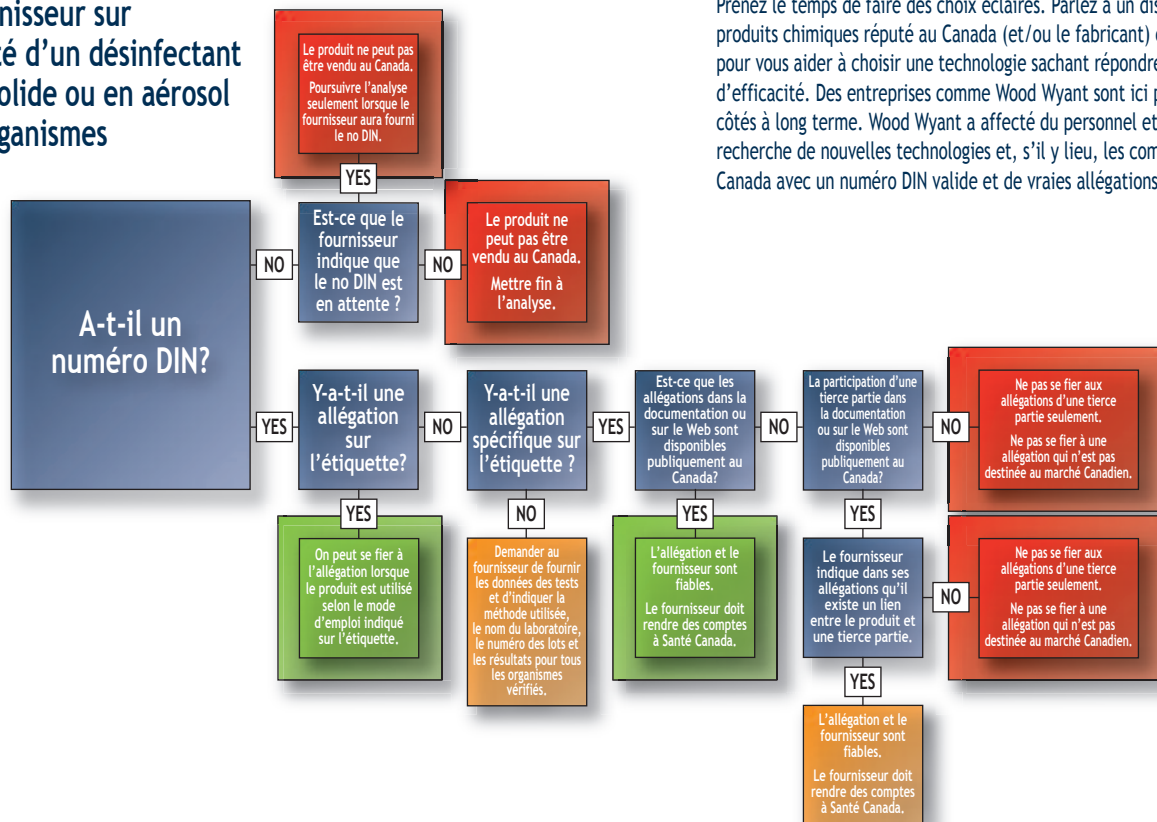 nisseur sur
té d'un désinfectant
olide ou en aérosol
ganismes
Prenez le temps de faire des choix éclairés. Parlez à un dis
produits chimiques réputé au Canada (et/ou le fabricant)
pour vous aider à choisir une technologie sachant répondre
d'efficacité. Des entreprises comme Wood Wyant sont ici p
côtés à long terme. Wood Wyant a affecté du personnel et
recherche de nouvelles technologies et, s'il y lieu, les com
Canada avec un numéro DIN valide et de vraies allégations
Le produit ne peut pas
être vendu au Canada.
Poursuivre l'analyse
seulement lorsque le
fournisseur aura fourni
le no DIN.
YES
A-t-il un
numéro DIN?
NO
Est-ce que le
fournisseur
indique que
le no DIN est
en attente ?
NO
Le produit ne
peut pas être
vendu au Canada.
Mettre fin à
l'analyse.
YES
Y-a-t-il une
allégation
sur
l'étiquette?
NO
Y-a-t-il une
allégation
spécifique sur
l'étiquette ?
YES
Est-ce que les
allégations dans la
documentation ou
sur le Web sont
disponibles
publiquement au
Canada?
NO
La participation d'une
tierce partie dans
la documentation
ou sur le Web sont
disponibles
publiquement au
Canada?
NO
Ne pas se fier aux
allégations d'une tierce
partie seulement.
Ne pas se fier à une
allégation qui n'est pas
destinée au marché Canadien.
YES
On peut se fier à
l'allégation lorsque
le produit est utilisé
selon le mode
d'emploi indiqué
sur l'étiquette.
NO
Demander au
fournisseur de fournir
les données des tests
et d'indiquer la
méthode utilisée,
le nom du laboratoire,
le numéro des lots et
les résultats pour tous
les organismes
vérifiés.
YES
L'allégation et le
fournisseur sont
fiables.
Le fournisseur doit
rendre des comptes
à Santé Canada.
YES
Le fournisseur
indique dans ses
allégations qu'il
existe un lien
entre le produit et
une tierce partie.
NO
Ne pas se fier aux
allégations d'une tierce
partie seulement.
Ne pas se fier à une
allégation qui n'est pas
destinée au marché Canadien.
YES
L'allégation et le
fournisseur sont
fiables.
Le fournisseur doit
rendre des comptes
à Santé Canada.